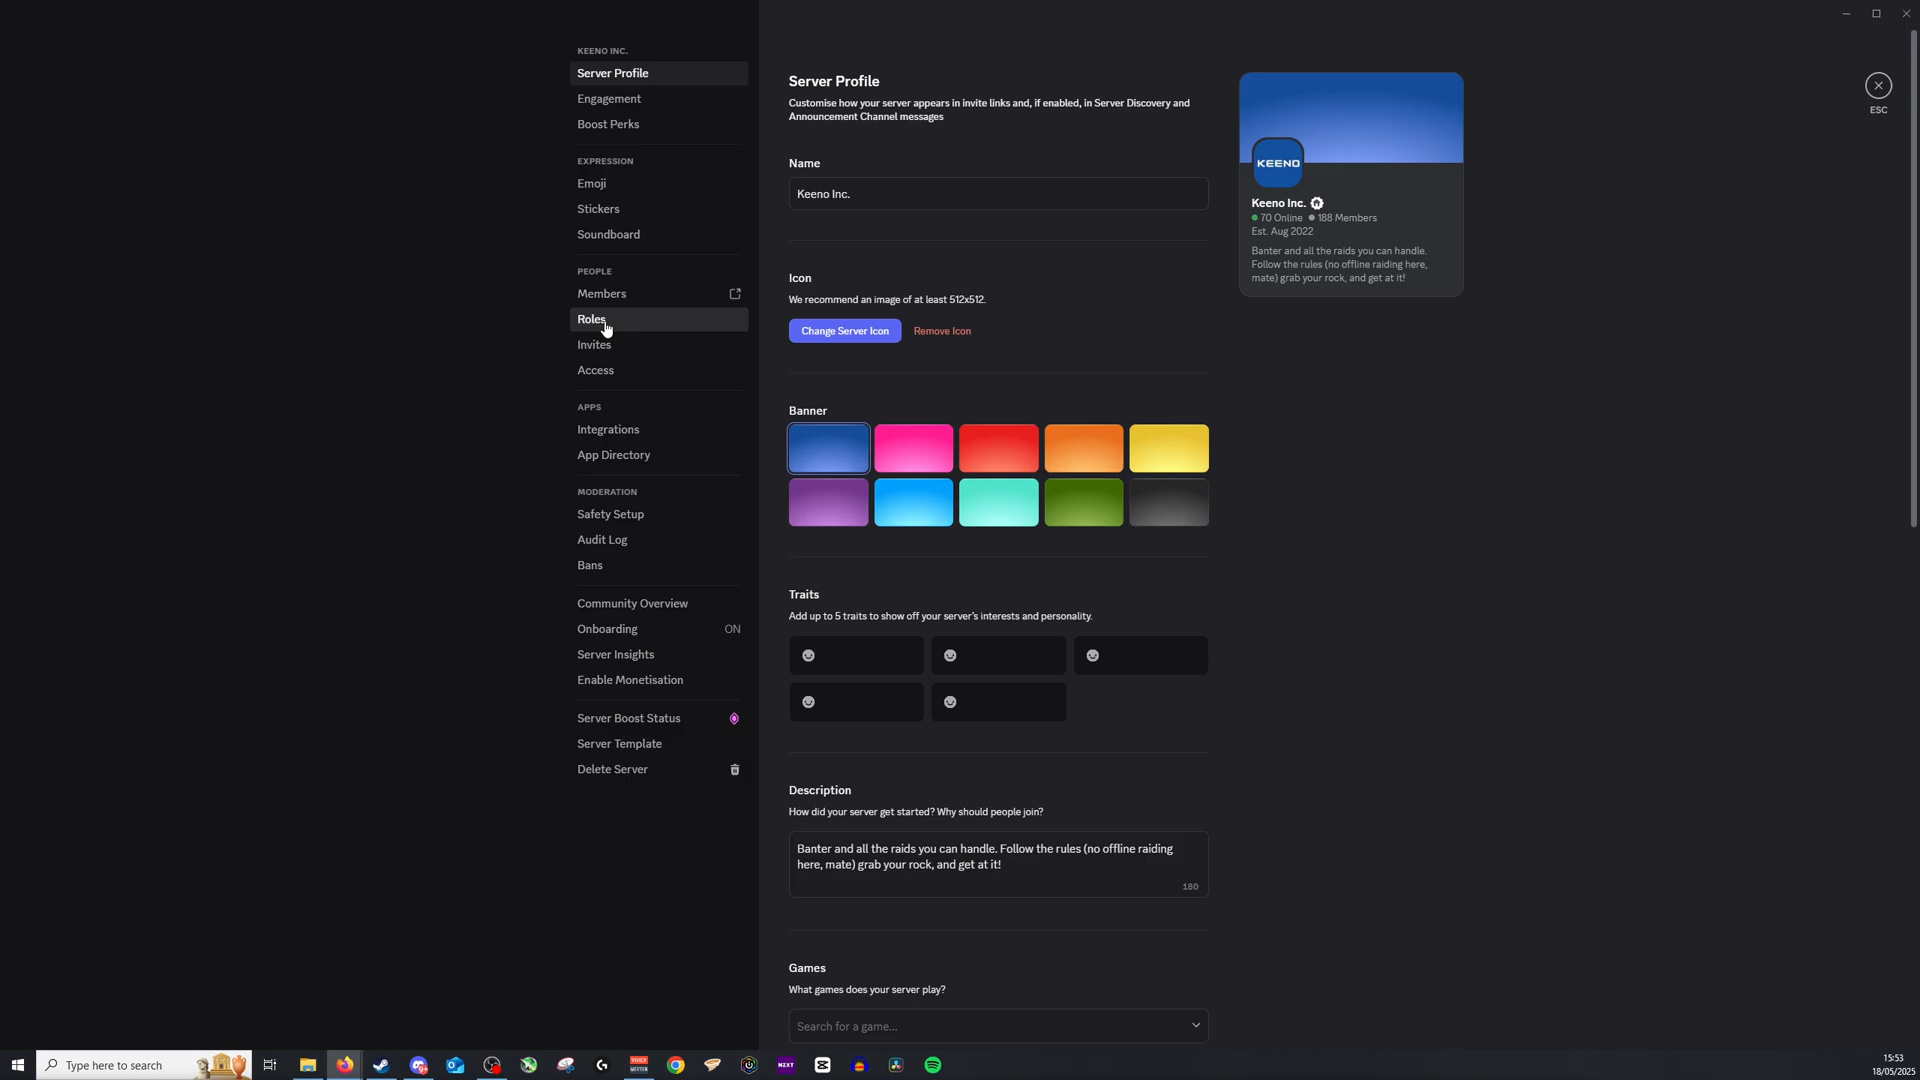 KEENO INC.
Server Profile
Engagement
Boost Perks
EXPRESSION
Emoji
Stickers
Soundboard
PEOPLE
Members
Roles
Invites
Access
APPS
Integrations
App Directory
MODERATION
Safety Setup
Audit Log
Bans
Community Overview
Onboarding ON
Server Insights
Enable Monetisation
Server Boost Status
Server Template
Delete Server
Server Profile
Customise how your server appears in invite links and, if enabled, in Server Discovery and
Announcement Channel messages
Name
Keeno Inc.
Icon
We recommend an image of at least 512x512.
Change Server Icon Remove Icon
Banner
Traits
Add up to 5 traits to show off your server's interests and personality.
Description
How did your server get started? Why should people join?
Banter and all the raids you can handle. Follow the rules (no offline raiding
here, mate) grab your rock, and get at it!
180
Games
What games does your server play?
Search for a game...
KEENO
Keeno Inc.
70 Online 188 Members
Est. Aug 2022
Banter and all the raids you can handle.
Follow the rules (no offline raiding here,
mate) grab your rock, and get at it!
ESC
Type here to search
VOICE
MEETER
NZXT
15:53
18/05/2025